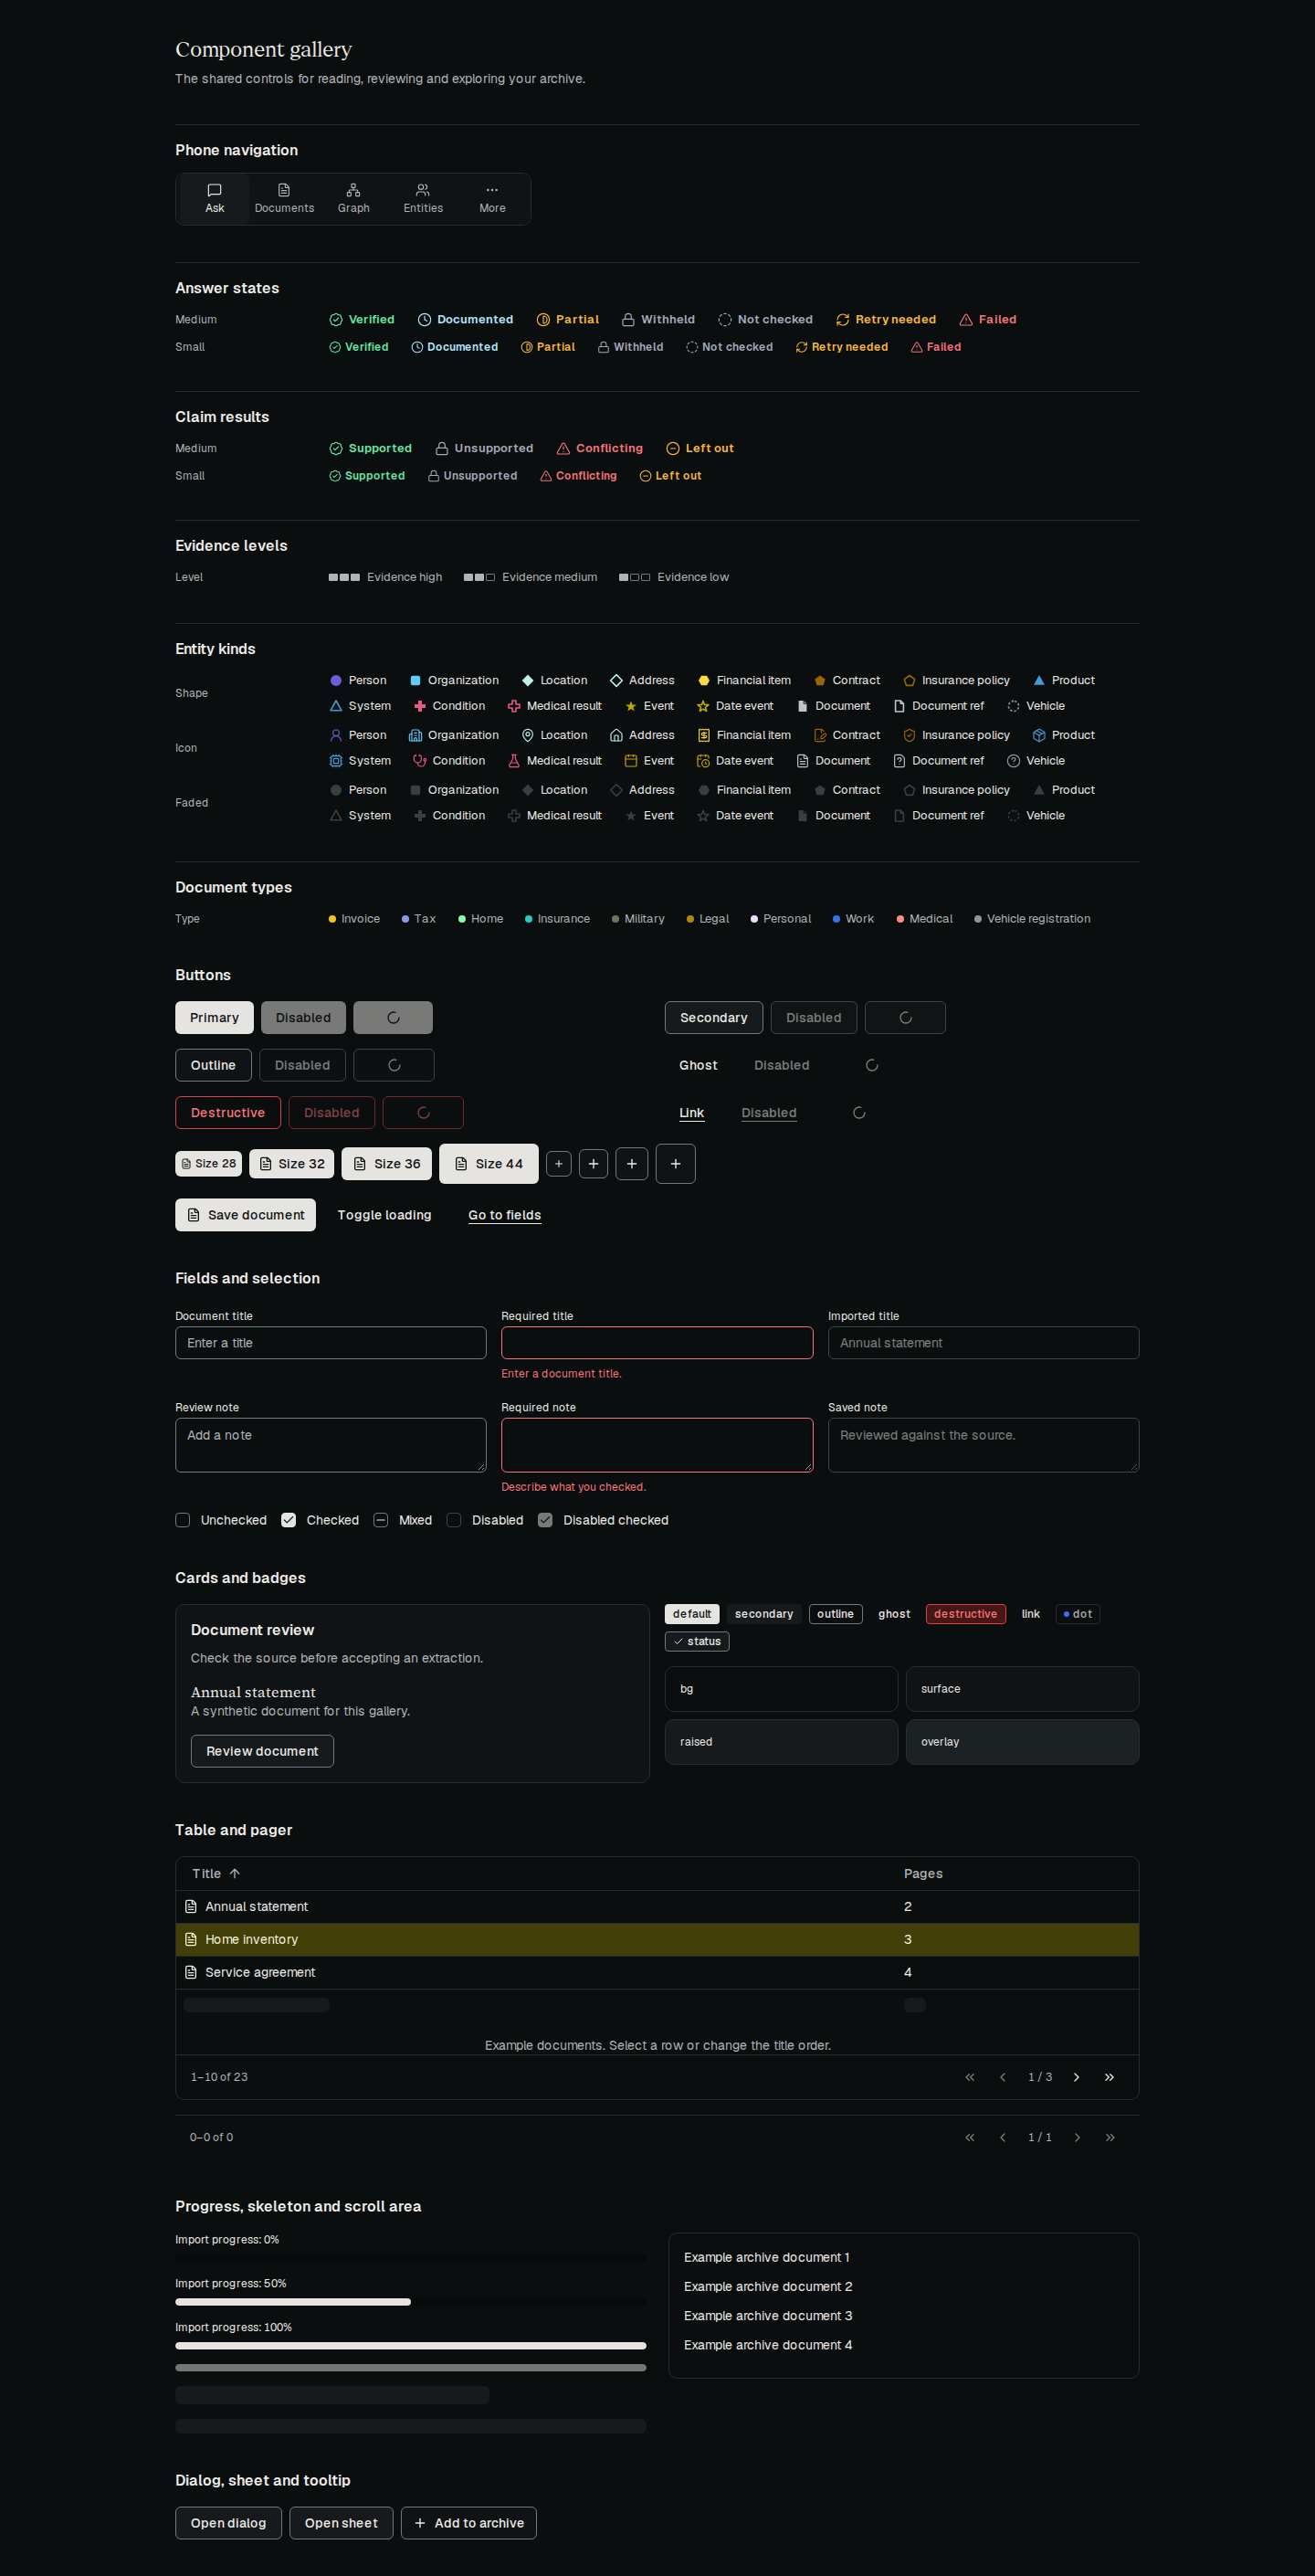 Component gallery
The shared controls for reading, reviewing and exploring your archive.
Phone navigation
Ask Documents Graph Entities More
Answer states
Medium Verified Documented Partial Withheld Not checked Retry needed Failed
Small Verified Documented Partial Withheld Not checked Retry needed Failed
Claim results
Medium Supported Unsupported Conflicting Left out
Small Supported Unsupported Conflicting Left out
Evidence levels
Level Evidence high Evidence medium Evidence low
Entity kinds
Shape
Person Organization Location Address Financial item Contract Insurance policy Product
System Condition Medical result Event Date event Document Document ref Vehicle
Icon
Person Organization Location Address Financial item Contract Insurance policy Product
System Condition Medical result Event Date event Document Document ref Vehicle
Faded
Person Organization Location Address Financial item Contract Insurance policy Product
System Condition Medical result Event Date event Document Document ref Vehicle
Document types
Type Invoice Tax Home Insurance Military Legal Personal Work Medical Vehicle registration
Buttons
Primary Disabled Secondary Disabled
Outline Disabled Ghost Disabled
Destructive Disabled Link Disabled
Size 28 Size 32 Size 36 Size 44
Save document Toggle loading Go to fields
Fields and selection
Document title Required title Imported title
Enter a title Annual statement
Enter a document title.
Review note Required note Saved note
Add a note Reviewed against the source.
Describe what you checked.
Unchecked Checked Mixed Disabled Disabled checked
Cards and badges
Document review
Check the source before accepting an extraction.
Annual statement
A synthetic document for this gallery.
Review document
default secondary outline ghost destructive link dot
status
bg surface
raised overlay
Table and pager
Title Pages
Annual statement 2
Home inventory 3
Service agreement 4
Example documents. Select a row or change the title order.
1–10 of 23 1 / 3
0–0 of 0 1 / 1
Progress, skeleton and scroll area
Import progress: 0%
Import progress: 50%
Import progress: 100%
Example archive document 1
Example archive document 2
Example archive document 3
Example archive document 4
Dialog, sheet and tooltip
Open dialog Open sheet Add to archive